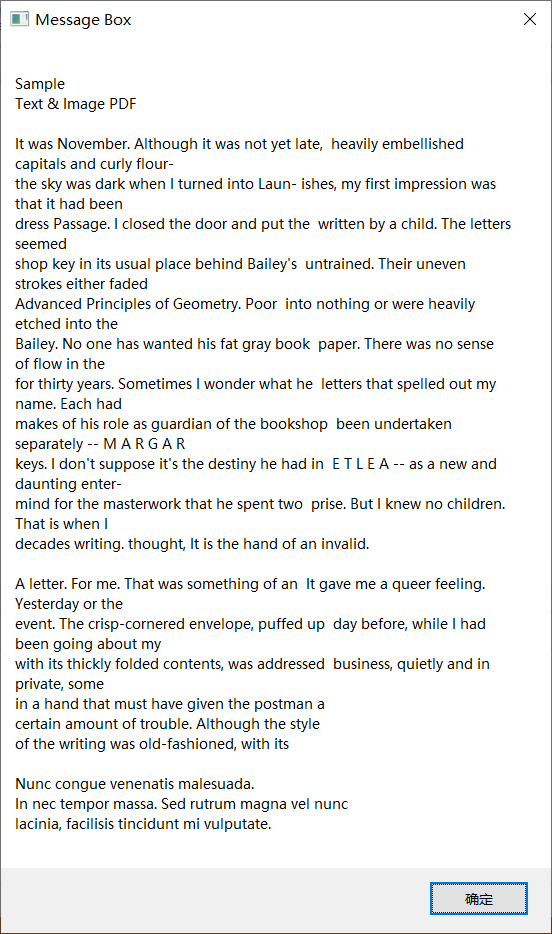 Message Box
Sample
Text & Image PDF
It was November. Although it was not yet late,  heavily embellished
capitals and curly flour-
the sky was dark when I turned into Laun- ishes, my first impression was
that it had been
dress Passage. I closed the door and put the  written by a child. The letters
seemed
shop key in its usual place behind Bailey's  untrained. Their uneven
strokes either faded
Advanced Principles of Geometry. Poor  into nothing or were heavily
etched into the
Bailey. No one has wanted his fat gray book  paper. There was no sense
of flow in the
for thirty years. Sometimes I wonder what he  letters that spelled out my
name. Each had
makes of his role as guardian of the bookshop  been undertaken
separately -- M A R G A R
keys. I don't suppose it's the destiny he had in  E T L E A -- as a new and
daunting enter-
mind for the masterwork that he spent two  prise. But I knew no children.
That is when I
decades writing. thought, It is the hand of an invalid.
A letter. For me. That was something of an  It gave me a queer feeling.
Yesterday or the
event. The crisp-cornered envelope, puffed up  day before, while I had
been going about my
with its thickly folded contents, was addressed  business, quietly and in
private, some
in a hand that must have given the postman a
certain amount of trouble. Although the style
of the writing was old-fashioned, with its
Nunc congue venenatis malesuada.
In nec tempor massa. Sed rutrum magna vel nunc
lacinia, facilisis tincidunt mi vulputate.
确定